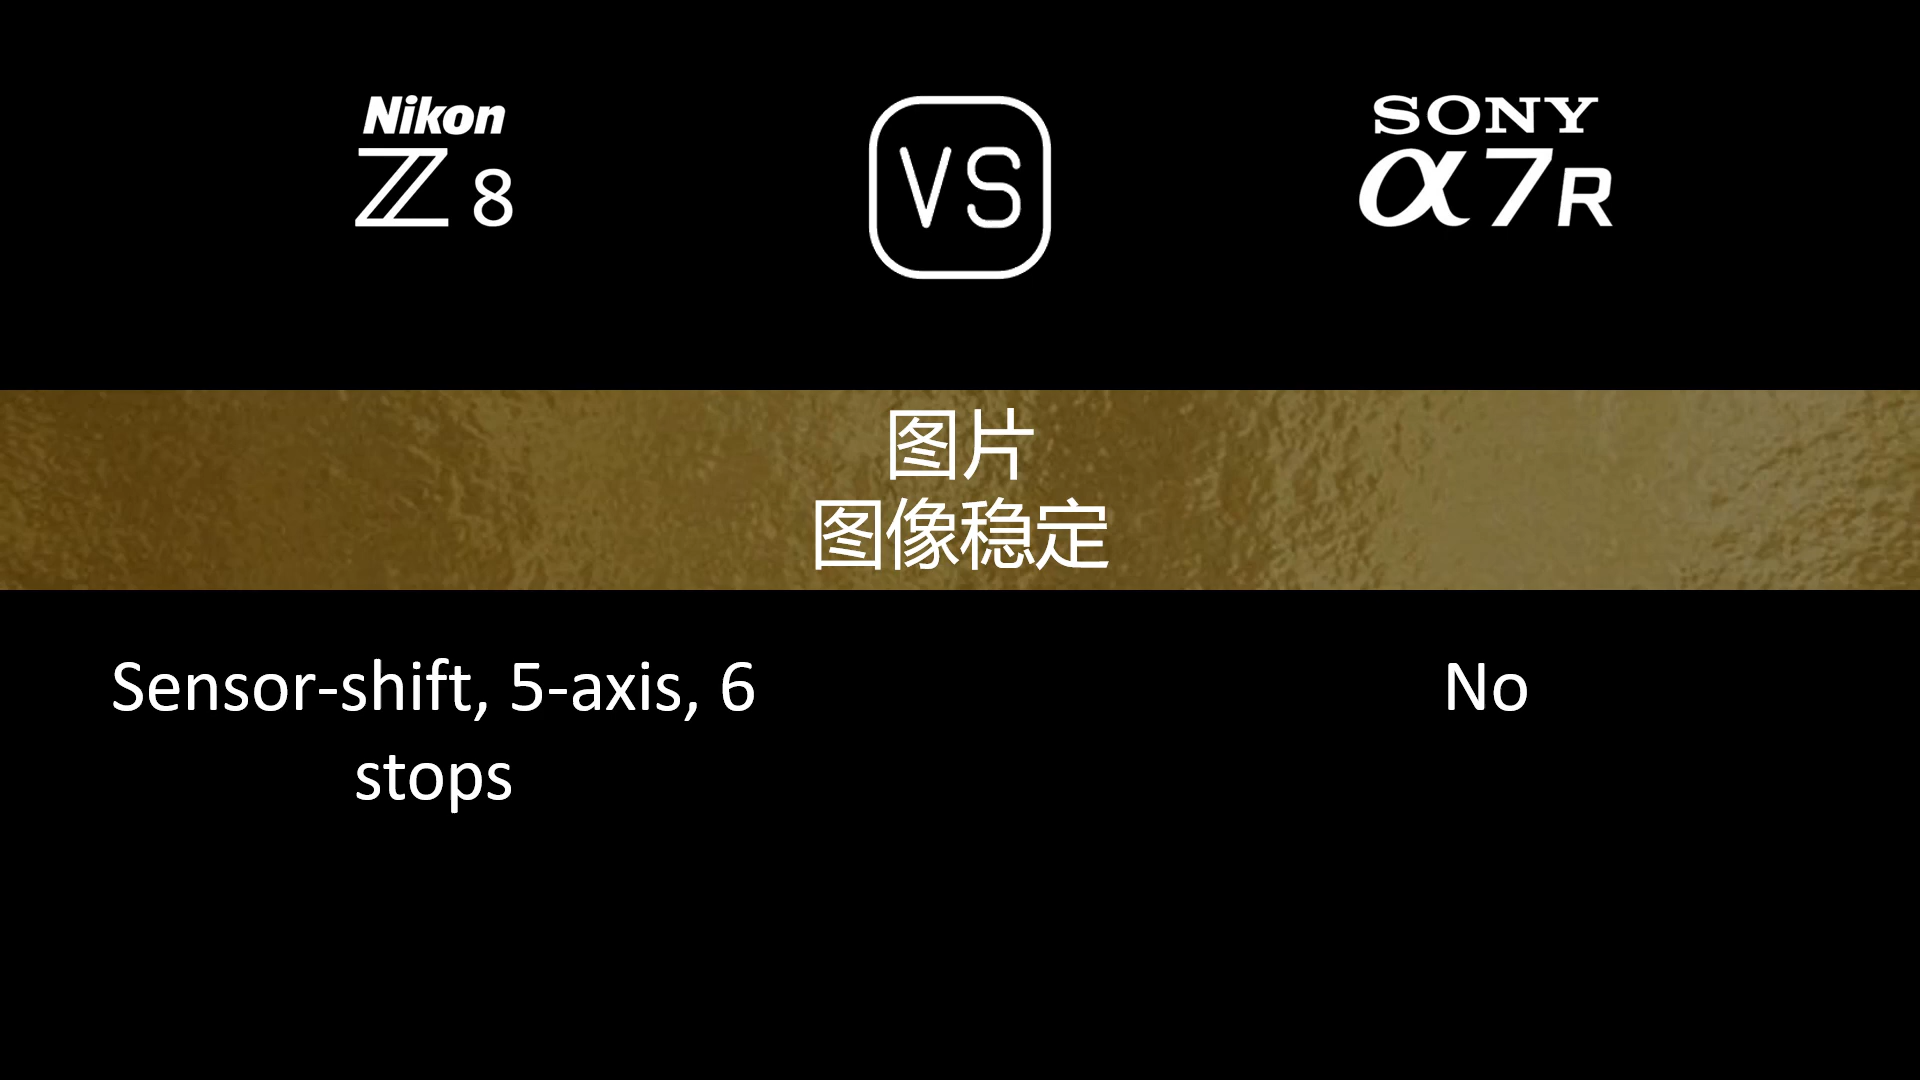 Nikon
Z 8
VS
SONY
α7R
图片
图像稳定
Sensor-shift, 5-axis, 6
stops
No